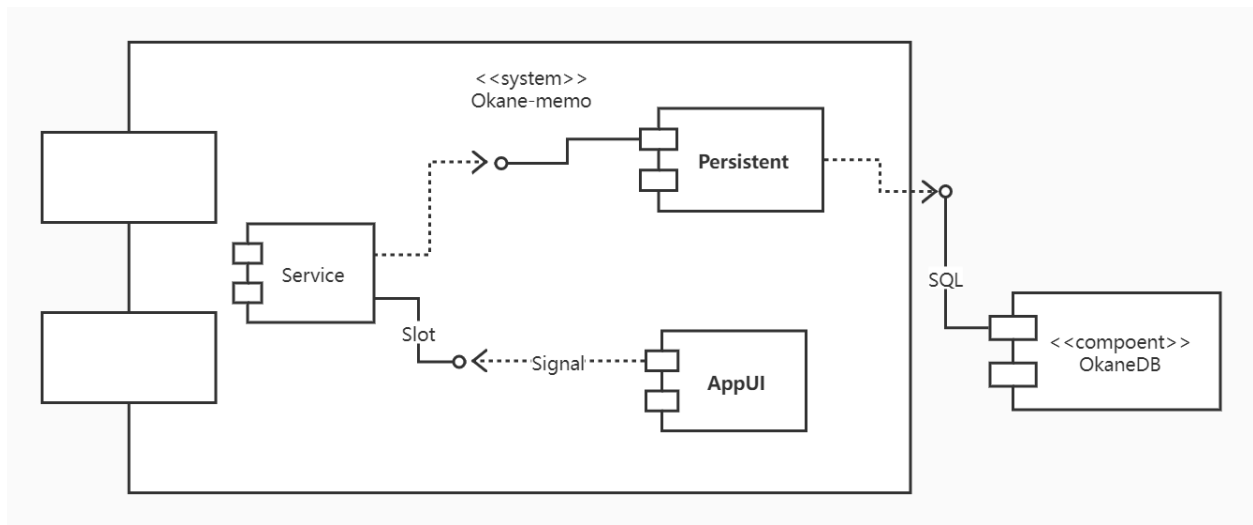 <<system>>
Okane-memo
Persistent
Service
SQL
Slot
Signal
<<compoent>>
OkaneDB
AppUI